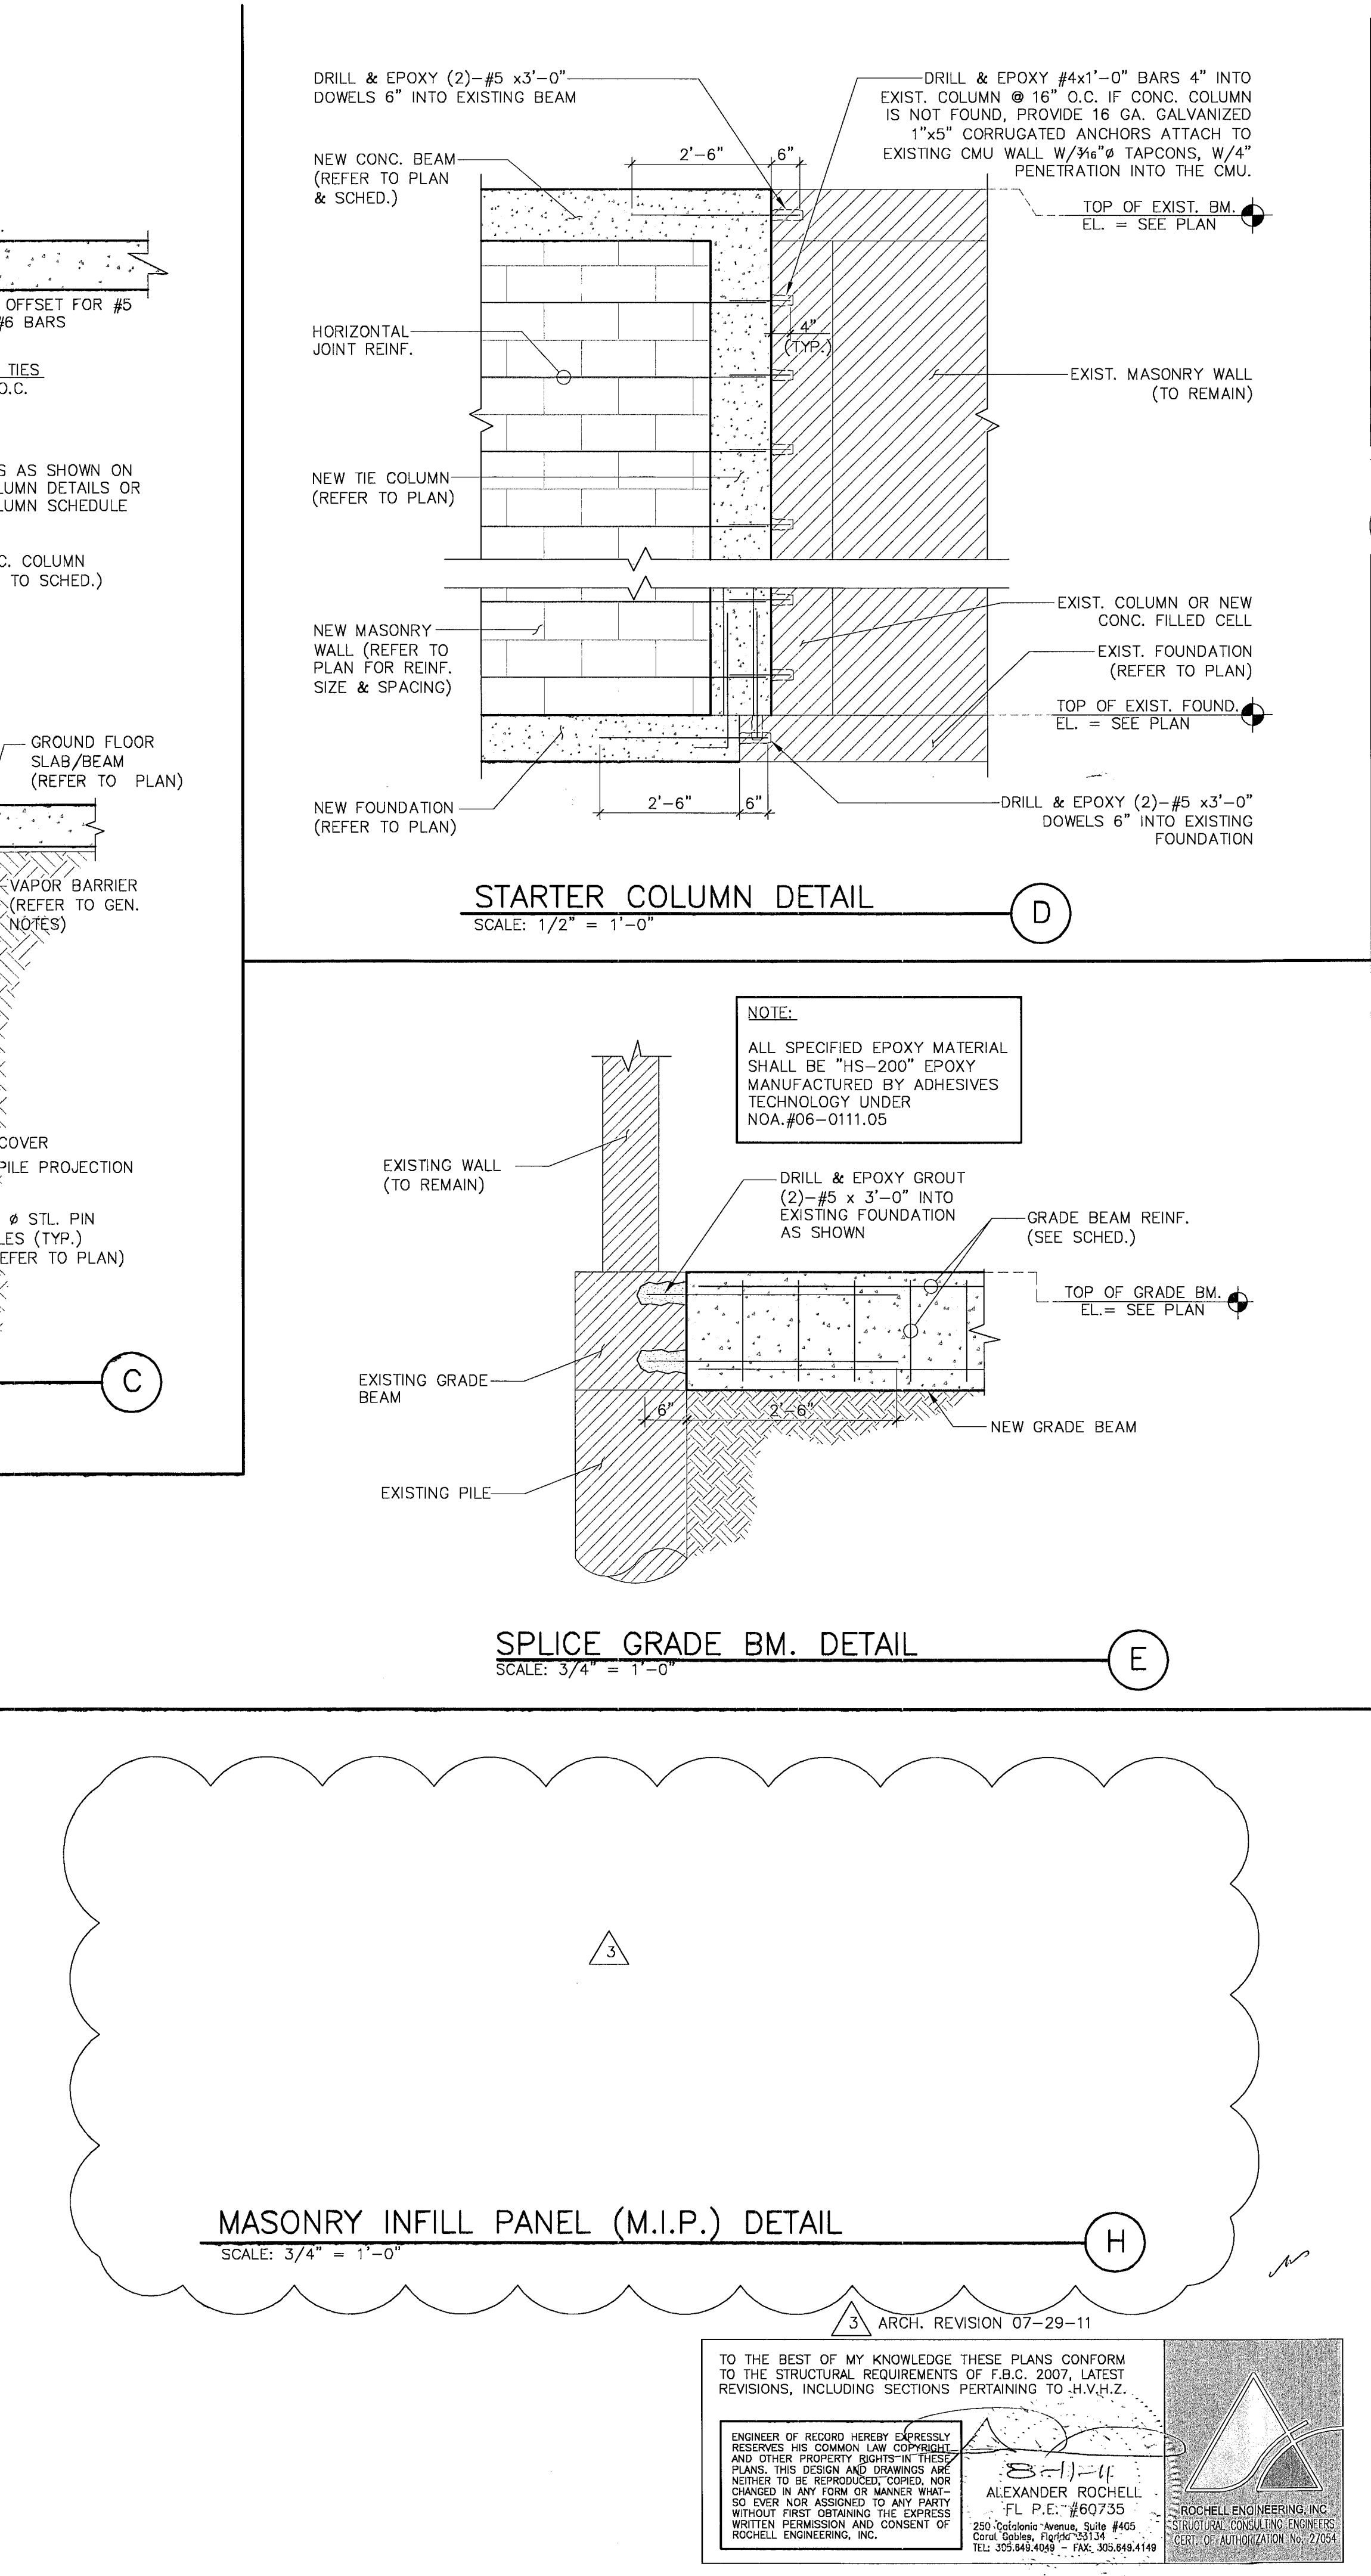 OFFSET FOR #5
#6 BARS
TIES
O.C.
S AS SHOWN ON
LUMN DETAILS OR
LUMN SCHEDULE
C. COLUMN
TO SCHED.)
GROUND FLOOR
SLAB/BEAM
(REFER TO PLAN)
VAPOR BARRIER
(REFER TO GEN.
NOTES)
COVER
PILE PROJECTION
Ø STL. PIN
LES (TYP.)
EFER TO PLAN)
C
DRILL & EPOXY (2)-#5 x3'-0"
DOWELS 6" INTO EXISTING BEAM
DRILL & EPOXY #4x1'-0" BARS 4" INTO
EXIST. COLUMN @ 16" O.C. IF CONC. COLUMN
IS NOT FOUND, PROVIDE 16 GA. GALVANIZED
1"x5" CORRUGATED ANCHORS ATTACH TO
EXISTING CMU WALL W/3/16"Ø TAPCONS, W/4"
PENETRATION INTO THE CMU.
NEW CONC. BEAM
(REFER TO PLAN
& SCHED.)
2'-6"
6"
TOP OF EXIST. BM.
EL. = SEE PLAN
HORIZONTAL
JOINT REINF.
4"
(TYP.)
EXIST. MASONRY WALL
(TO REMAIN)
NEW TIE COLUMN
(REFER TO PLAN)
EXIST. COLUMN OR NEW
CONC. FILLED CELL
NEW MASONRY
WALL (REFER TO
PLAN FOR REINF.
SIZE & SPACING)
EXIST. FOUNDATION
(REFER TO PLAN)
TOP OF EXIST. FOUND.
EL. = SEE PLAN
NEW FOUNDATION
(REFER TO PLAN)
2'-6"
6"
DRILL & EPOXY (2)-#5 x3'-0"
DOWELS 6" INTO EXISTING
FOUNDATION
STARTER COLUMN DETAIL
SCALE: 1/2" = 1'-0"
D
NOTE:
ALL SPECIFIED EPOXY MATERIAL
SHALL BE "HS-200" EPOXY
MANUFACTURED BY ADHESIVES
TECHNOLOGY UNDER
NOA.#06-0111.05
EXISTING WALL
(TO REMAIN)
DRILL & EPOXY GROUT
(2)-#5 x 3'-0" INTO
EXISTING FOUNDATION
AS SHOWN
GRADE BEAM REINF.
(SEE SCHED.)
TOP OF GRADE BM.
EL.= SEE PLAN
EXISTING GRADE
BEAM
6"
2'-6"
NEW GRADE BEAM
EXISTING PILE
SPLICE GRADE BM. DETAIL
SCALE: 3/4" = 1'-0"
E
3
MASONRY INFILL PANEL (M.I.P.) DETAIL
SCALE: 3/4" = 1'-0"
H
3 ARCH. REVISION 07-29-11
TO THE BEST OF MY KNOWLEDGE THESE PLANS CONFORM
TO THE STRUCTURAL REQUIREMENTS OF F.B.C. 2007, LATEST
REVISIONS, INCLUDING SECTIONS PERTAINING TO H.V.H.Z.
ENGINEER OF RECORD HEREBY EXPRESSLY
RESERVES HIS COMMON LAW COPYRIGHT
AND OTHER PROPERTY RIGHTS IN THESE
PLANS. THIS DESIGN AND DRAWINGS ARE
NEITHER TO BE REPRODUCED, COPIED, NOR
CHANGED IN ANY FORM OR MANNER WHAT-
SO EVER NOR ASSIGNED TO ANY PARTY
WITHOUT FIRST OBTAINING THE EXPRESS
WRITTEN PERMISSION AND CONSENT OF
ROCHELL ENGINEERING, INC.
8-11-11
ALEXANDER ROCHELL
FL P.E. #60735
250 Catalonia Avenue, Suite #405
Coral Gables, Florida 33134
TEL: 305.649.4049 - FAX: 305.649.4149
ROCHELL ENGINEERING, INC.
STRUCTURAL CONSULTING ENGINEERS
CERT. OF AUTHORIZATION No. 27054